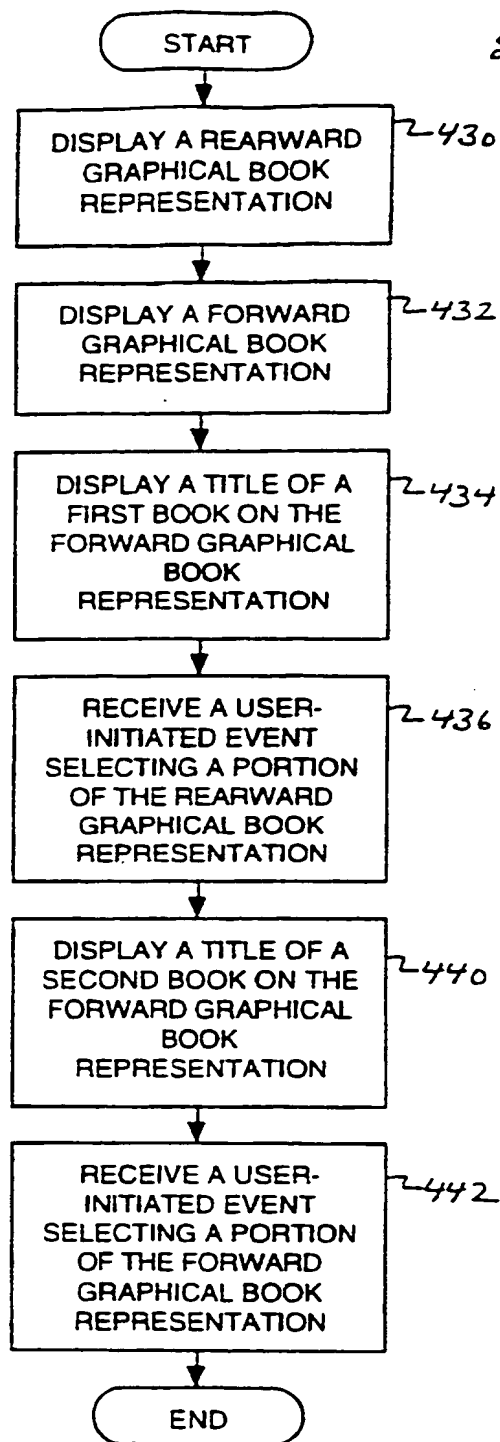 START
DISPLAY A REARWARD
GRAPHICAL BOOK
REPRESENTATION
430
DISPLAY A FORWARD
GRAPHICAL BOOK
REPRESENTATION
432
DISPLAY A TITLE OF A
FIRST BOOK ON THE
FORWARD GRAPHICAL
BOOK
REPRESENTATION
434
RECEIVE A USER-
INITIATED EVENT
SELECTING A PORTION
OF THE REARWARD
GRAPHICAL BOOK
REPRESENTATION
436
DISPLAY A TITLE OF A
SECOND BOOK ON THE
FORWARD GRAPHICAL
BOOK
REPRESENTATION
440
RECEIVE A USER-
INITIATED EVENT
SELECTING A PORTION
OF THE FORWARD
GRAPHICAL BOOK
REPRESENTATION
442
END